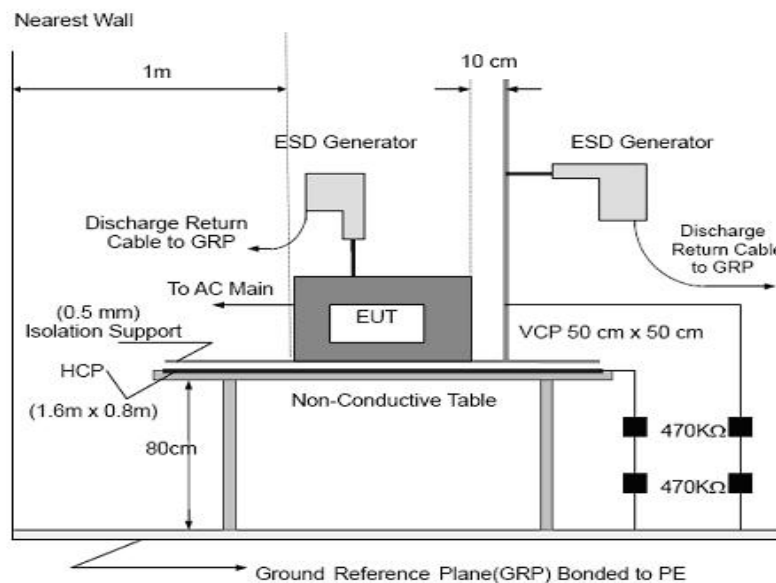 Nearest Wall
1m
10 cm
ESD Generator
ESD Generator
Discharge Return
Cable to GRP
Discharge
Return Cable
to GRP
To AC Main
(0.5 mm)
Isolation Support
EUT
VCP 50 cm x 50 cm
HCP
(1.6m x 0.8m)
Non-Conductive Table
80cm
470KΩ
470KΩ
Ground Reference Plane(GRP) Bonded to PE